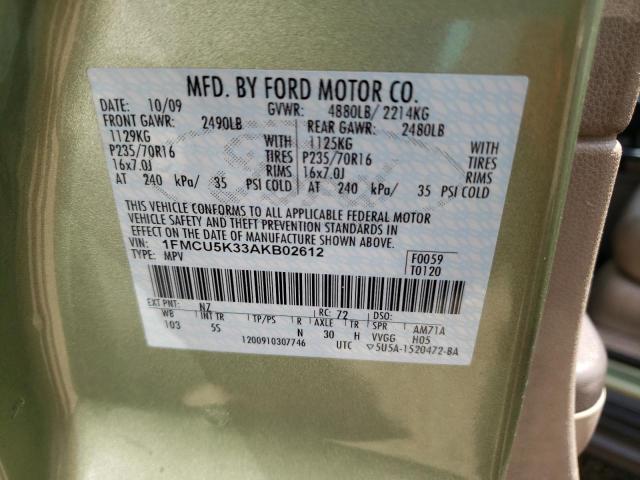 MFD. BY FORD MOTOR CO.
DATE: 10/09 GVWR: 4880LB/ 2214KG
FRONT GAWR: 2490LB REAR GAWR: 2480LB
1129KG WITH 1125KG WITH
P235/70R16 TIRES P235/70R16 TIRES
16x7.0J RIMS 16x7.0J RIMS
AT 240 kPa/ 35 PSI COLD AT 240 kPa/ 35 PSI COLD
THIS VEHICLE CONFORMS TO ALL APPLICABLE FEDERAL MOTOR
VEHICLE SAFETY AND THEFT PREVENTION STANDARDS IN
EFFECT ON THE DATE OF MANUFACTURE SHOWN ABOVE.
VIN: 1FMCU5K33AKB02612 F0059
TYPE: MPV T0120
EXT PNT: N7 RC: 72 DSO:
WB INT TR TP/PS R AXLE TR SPR AM71A
103 5S N 30 H VVGG H05
1200910307746 UTC ▽5U5A-1520472-BA
Ford